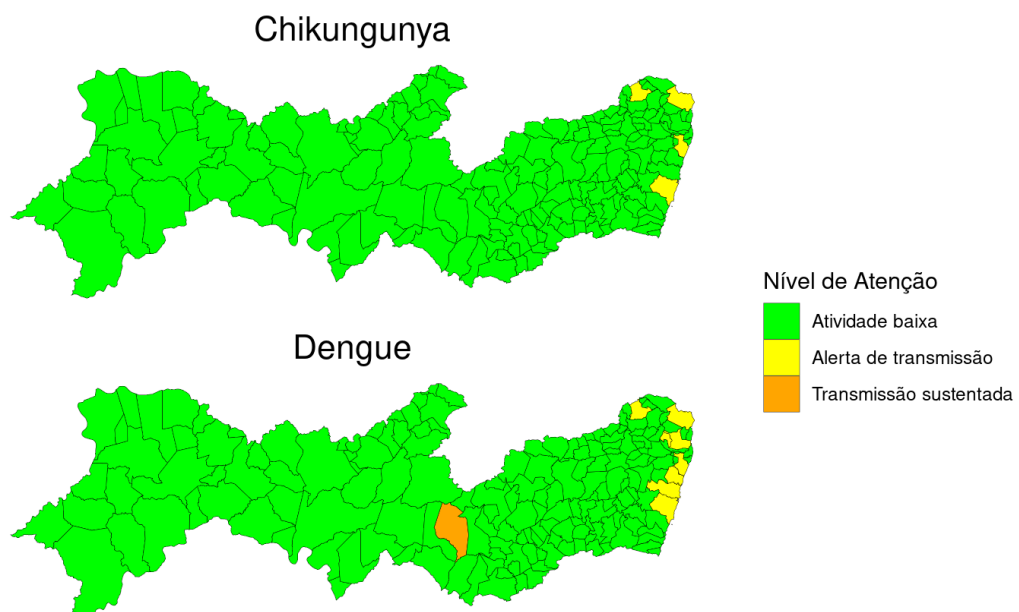 Chikungunya
Dengue
Nível de Atenção
Atividade baixa
Alerta de transmissão
Transmissão sustentada